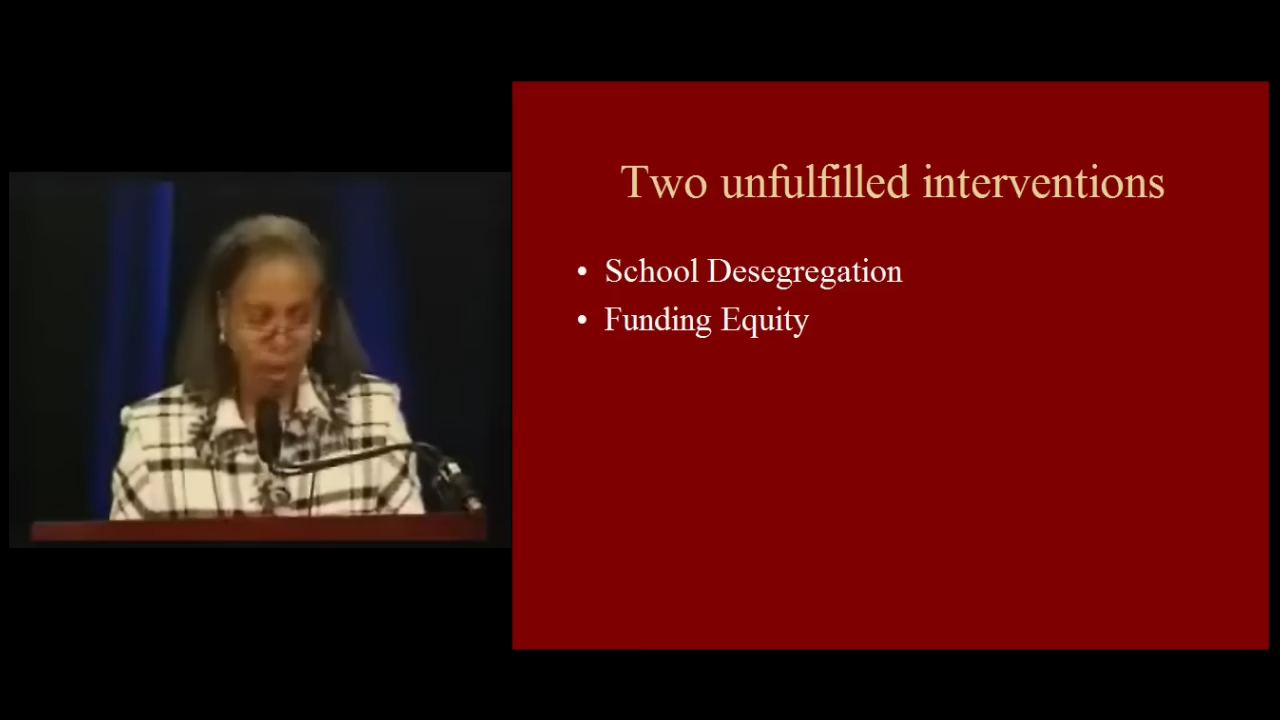 Two unfulfilled interventions
• School Desegregation
• Funding Equity